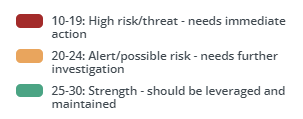 10-19: High risk/threat - needs immediate
action
20-24: Alert/possible risk - needs further
investigation
25-30: Strength - should be leveraged and
maintained